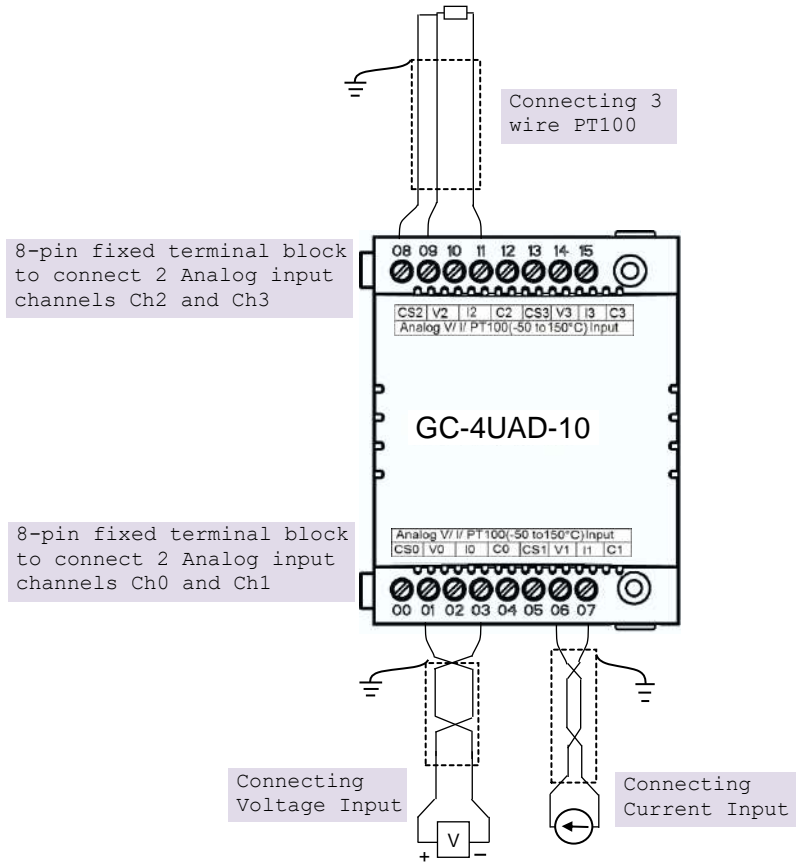 Connecting 3
wire PT100
8-pin fixed terminal block
to connect 2 Analog input
channels Ch2 and Ch3
08 09 10 11 12 13 14 15
CS2 V2 I2 C2 CS3 V3 I3 C3
Analog V/ I/ PT100(-50 to150°C) Input
GC-4UAD-10
8-pin fixed terminal block
to connect 2 Analog input
channels Ch0 and Ch1
Analog V/ I/ PT100(-50 to150°C) Input
CS0 V0 I0 C0 CS1 V1 I1 C1
00 01 02 03 04 05 06 07
Connecting
Voltage Input
V
+ −
Connecting
Current Input